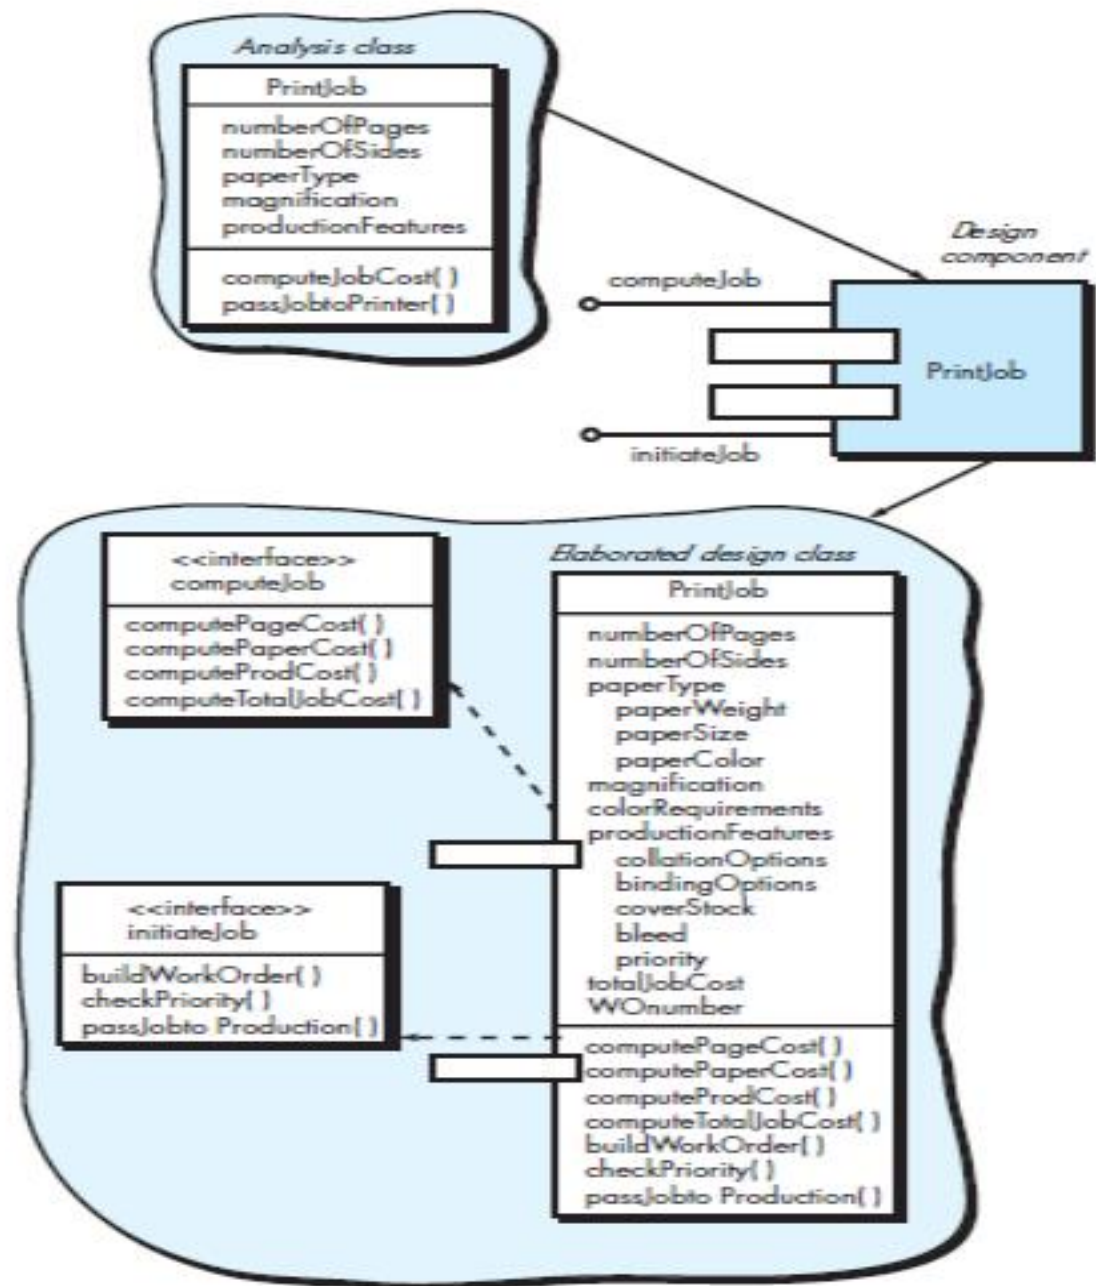 Analysis class
PrintJob
numberOfPages
numberOfSides
paperType
magnification
productionFeatures
computeJobCost( )
passJobtoPrinter( )
Design
component
computeJob
PrintJob
initiateJob
<<interface>>
computeJob
computePageCost( )
computePaperCost( )
computeProdCost( )
computeTotalJobCost( )
<<interface>>
initiateJob
buildWorkOrder( )
checkPriority( )
passJobto Production( )
Elaborated design class
PrintJob
numberOfPages
numberOfSides
paperType
paperWeight
paperSize
paperColor
magnification
colorRequirements
productionFeatures
collationOptions
bindingOptions
coverStock
bleed
priority
totalJobCost
WOnumber
computePageCost( )
computePaperCost( )
computeProdCost( )
computeTotalJobCost( )
buildWorkOrder( )
checkPriority( )
passJobto Production( )